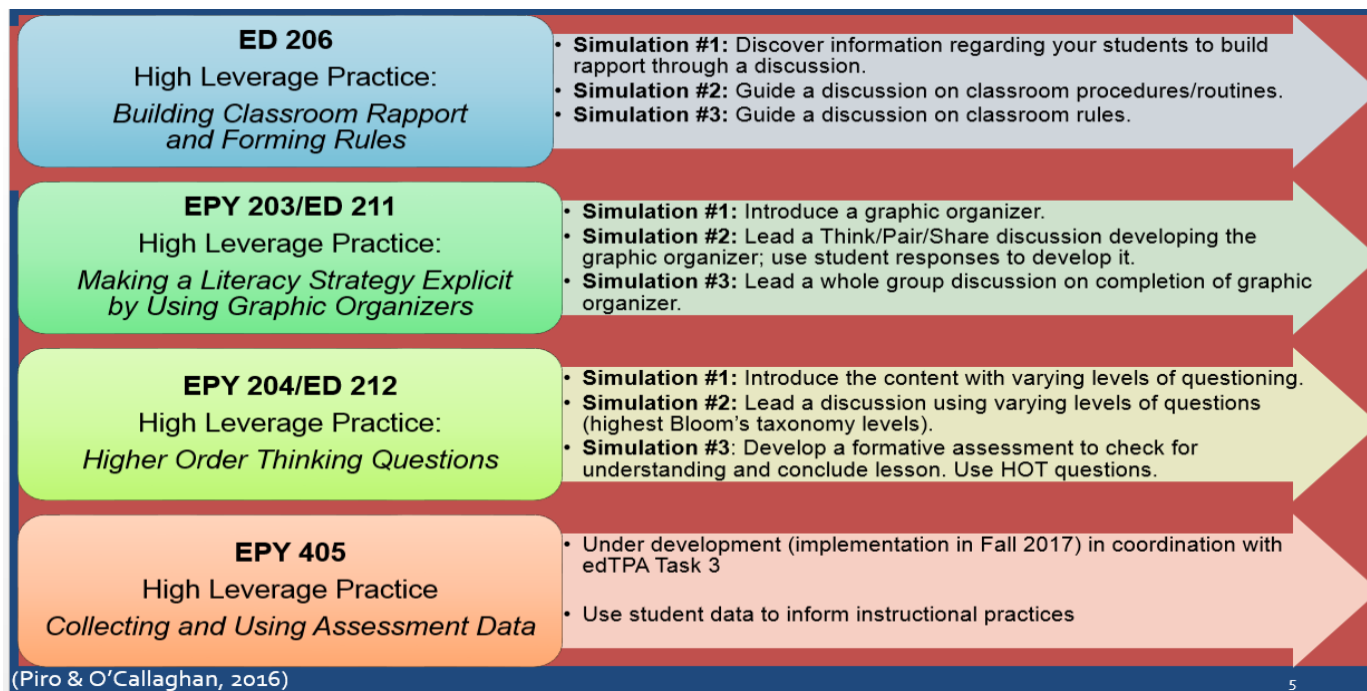 ED 206
High Leverage Practice:
Building Classroom Rapport
and Forming Rules
• Simulation #1: Discover information regarding your students to build
rapport through a discussion.
• Simulation #2: Guide a discussion on classroom procedures/routines.
• Simulation #3: Guide a discussion on classroom rules.
EPY 203/ED 211
High Leverage Practice:
Making a Literacy Strategy Explicit
by Using Graphic Organizers
• Simulation #1: Introduce a graphic organizer.
• Simulation #2: Lead a Think/Pair/Share discussion developing the
graphic organizer; use student responses to develop it.
• Simulation #3: Lead a whole group discussion on completion of graphic
organizer.
EPY 204/ED 212
High Leverage Practice:
Higher Order Thinking Questions
• Simulation #1: Introduce the content with varying levels of questioning.
• Simulation #2: Lead a discussion using varying levels of questions
(highest Bloom’s taxonomy levels).
• Simulation #3: Develop a formative assessment to check for
understanding and conclude lesson. Use HOT questions.
EPY 405
High Leverage Practice
Collecting and Using Assessment Data
• Under development (implementation in Fall 2017) in coordination with
edTPA Task 3
• Use student data to inform instructional practices
(Piro & O’Callaghan, 2016)
5